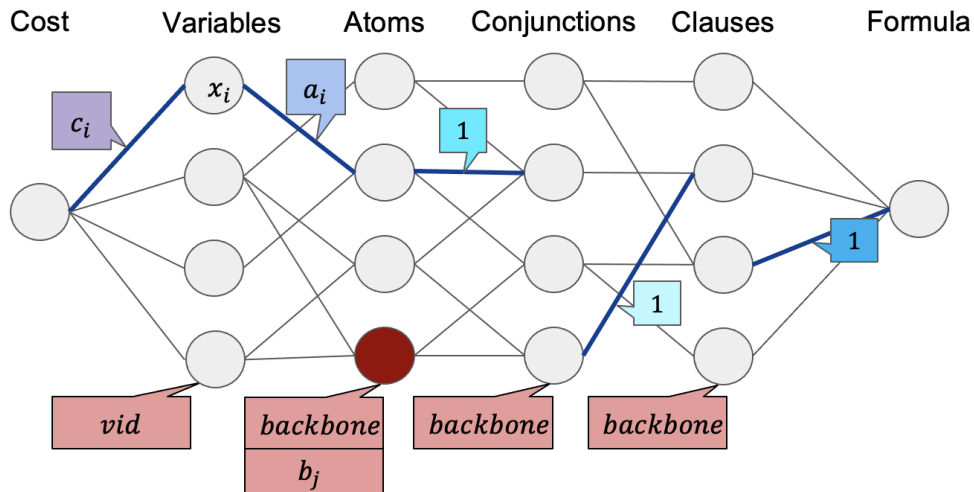 Cost Variables Atoms Conjunctions Clauses Formula
x_i
a_i
c_i
1
1
1
vid backbone backbone backbone
b_j